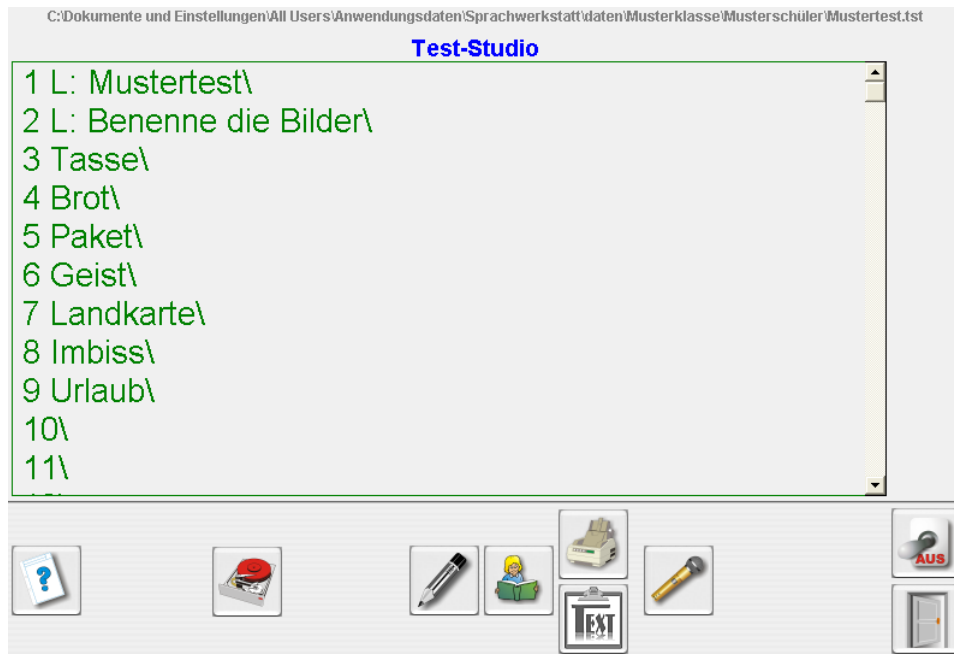 C:\Dokumente und Einstellungen\All Users\Anwendungsdaten\Sprachwerkstatt\daten\Musterklasse\Musterschüler\Mustertest.tst
Test-Studio
1 L: Mustertest\
2 L: Benenne die Bilder\
3 Tasse\
4 Brot\
5 Paket\
6 Geist\
7 Landkarte\
8 Imbiss\
9 Urlaub\
10\
11\
?
AUS
TEXT